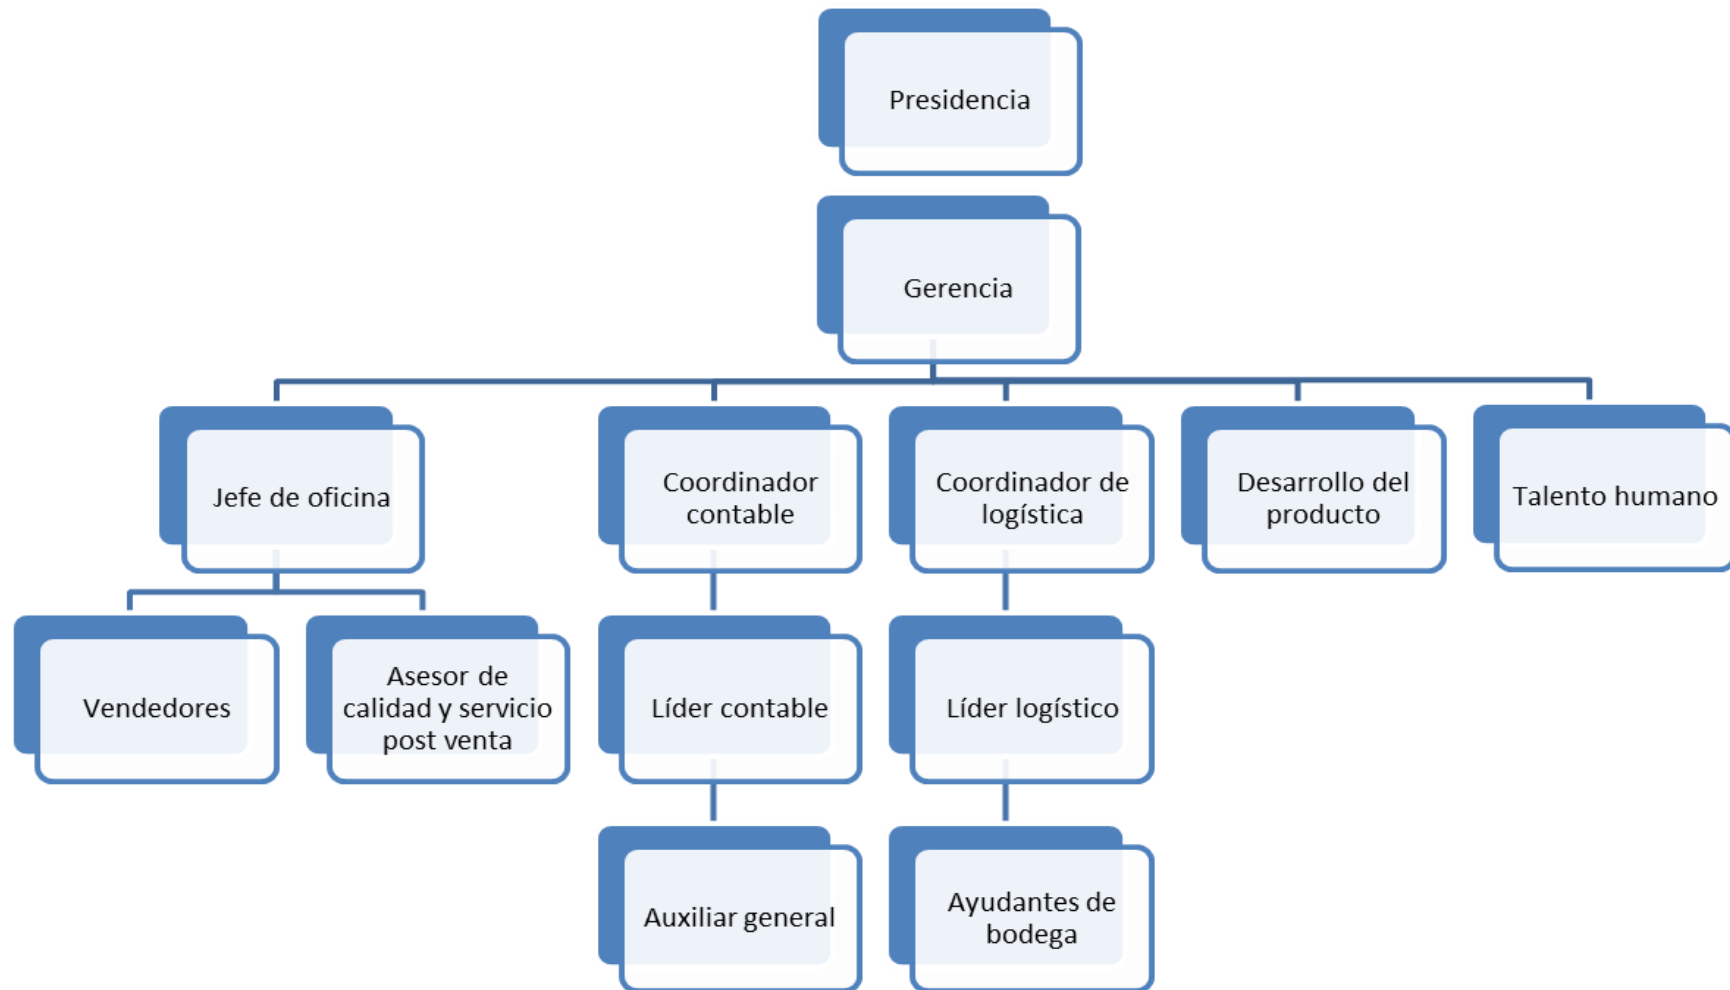 Presidencia
Gerencia
Jefe de oficina
Coordinador
contable
Coordinador de
logística
Desarrollo del
producto
Talento humano
Vendedores
Asesor de
calidad y servicio
post venta
Líder contable
Líder logístico
Auxiliar general
Ayudantes de
bodega